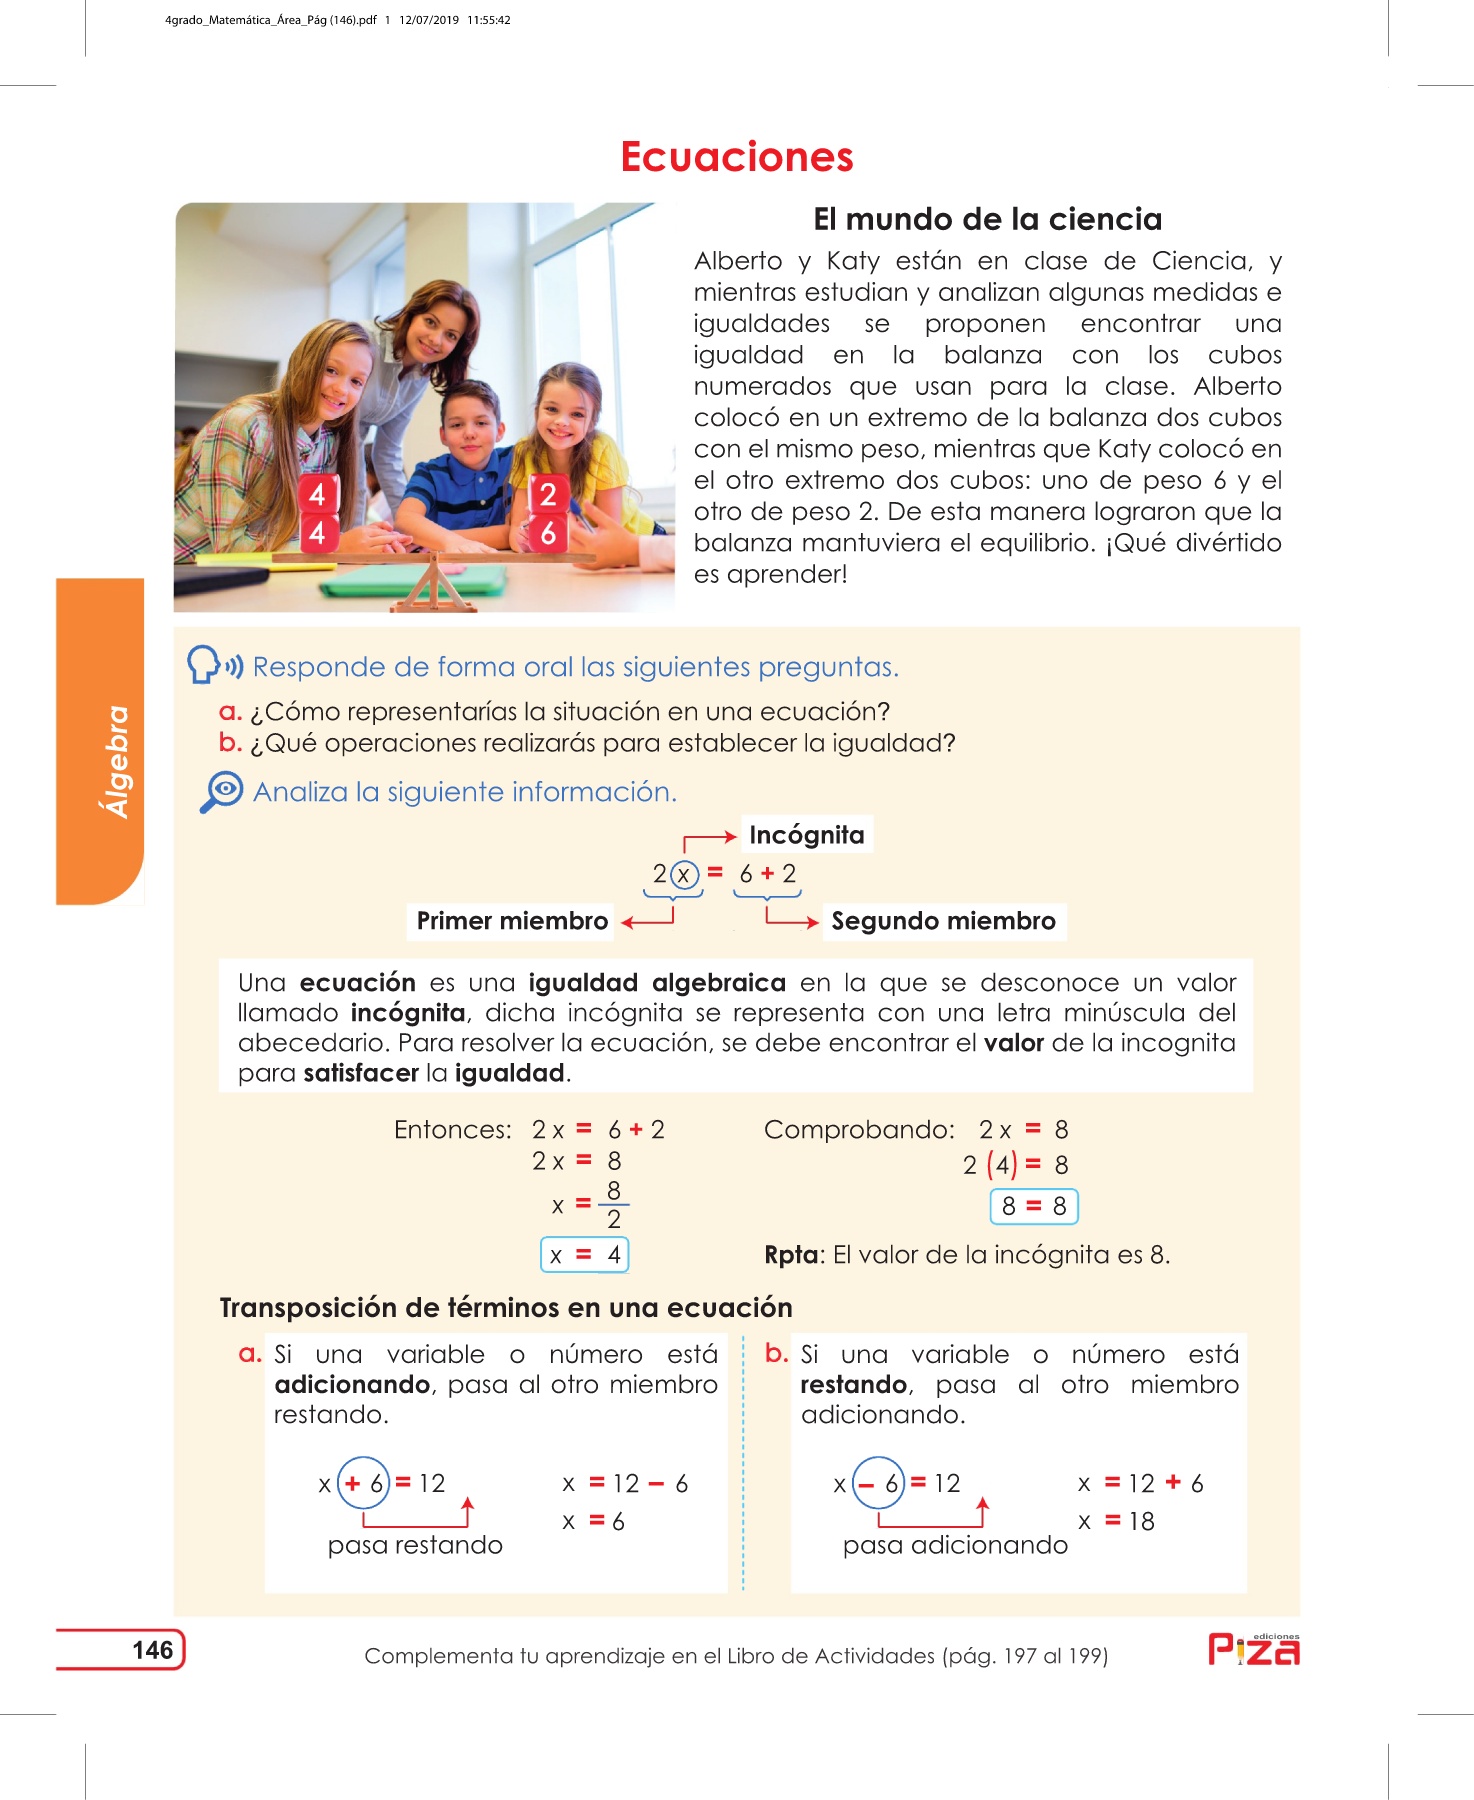 4grado_Matemática_Área_Pág (146).pdf 1 12/07/2019 11:55:42
Ecuaciones
El mundo de la ciencia
Alberto y Katy están en clase de Ciencia, y
mientras estudian y analizan algunas medidas e
igualdades se proponen encontrar una
igualdad en la balanza con los cubos
numerados que usan para la clase. Alberto
colocó en un extremo de la balanza dos cubos
con el mismo peso, mientras que Katy colocó en
el otro extremo dos cubos: uno de peso 6 y el
otro de peso 2. De esta manera lograron que la
balanza mantuviera el equilibrio. ¡Qué divértido
es aprender!
4 2
4 6
Álgebra
Responde de forma oral las siguientes preguntas.
a. ¿Cómo representarías la situación en una ecuación?
b. ¿Qué operaciones realizarás para establecer la igualdad?
Analiza la siguiente información.
Incógnita
2 x = 6 + 2
Primer miembro Segundo miembro
Una ecuación es una igualdad algebraica en la que se desconoce un valor
llamado incógnita, dicha incógnita se representa con una letra minúscula del
abecedario. Para resolver la ecuación, se debe encontrar el valor de la incognita
para satisfacer la igualdad.
Entonces: 2 x = 6 + 2
2 x = 8
x = 8/2
x = 4
Comprobando: 2 x = 8
2 (4) = 8
8 = 8
Rpta: El valor de la incógnita es 8.
Transposición de términos en una ecuación
a. Si una variable o número está
adicionando, pasa al otro miembro
restando.
x + 6 = 12 x = 12 − 6
x = 6
pasa restando
b. Si una variable o número está
restando, pasa al otro miembro
adicionando.
x − 6 = 12 x = 12 + 6
x = 18
pasa adicionando
146
Complementa tu aprendizaje en el Libro de Actividades (pág. 197 al 199)
ediciones
Piza